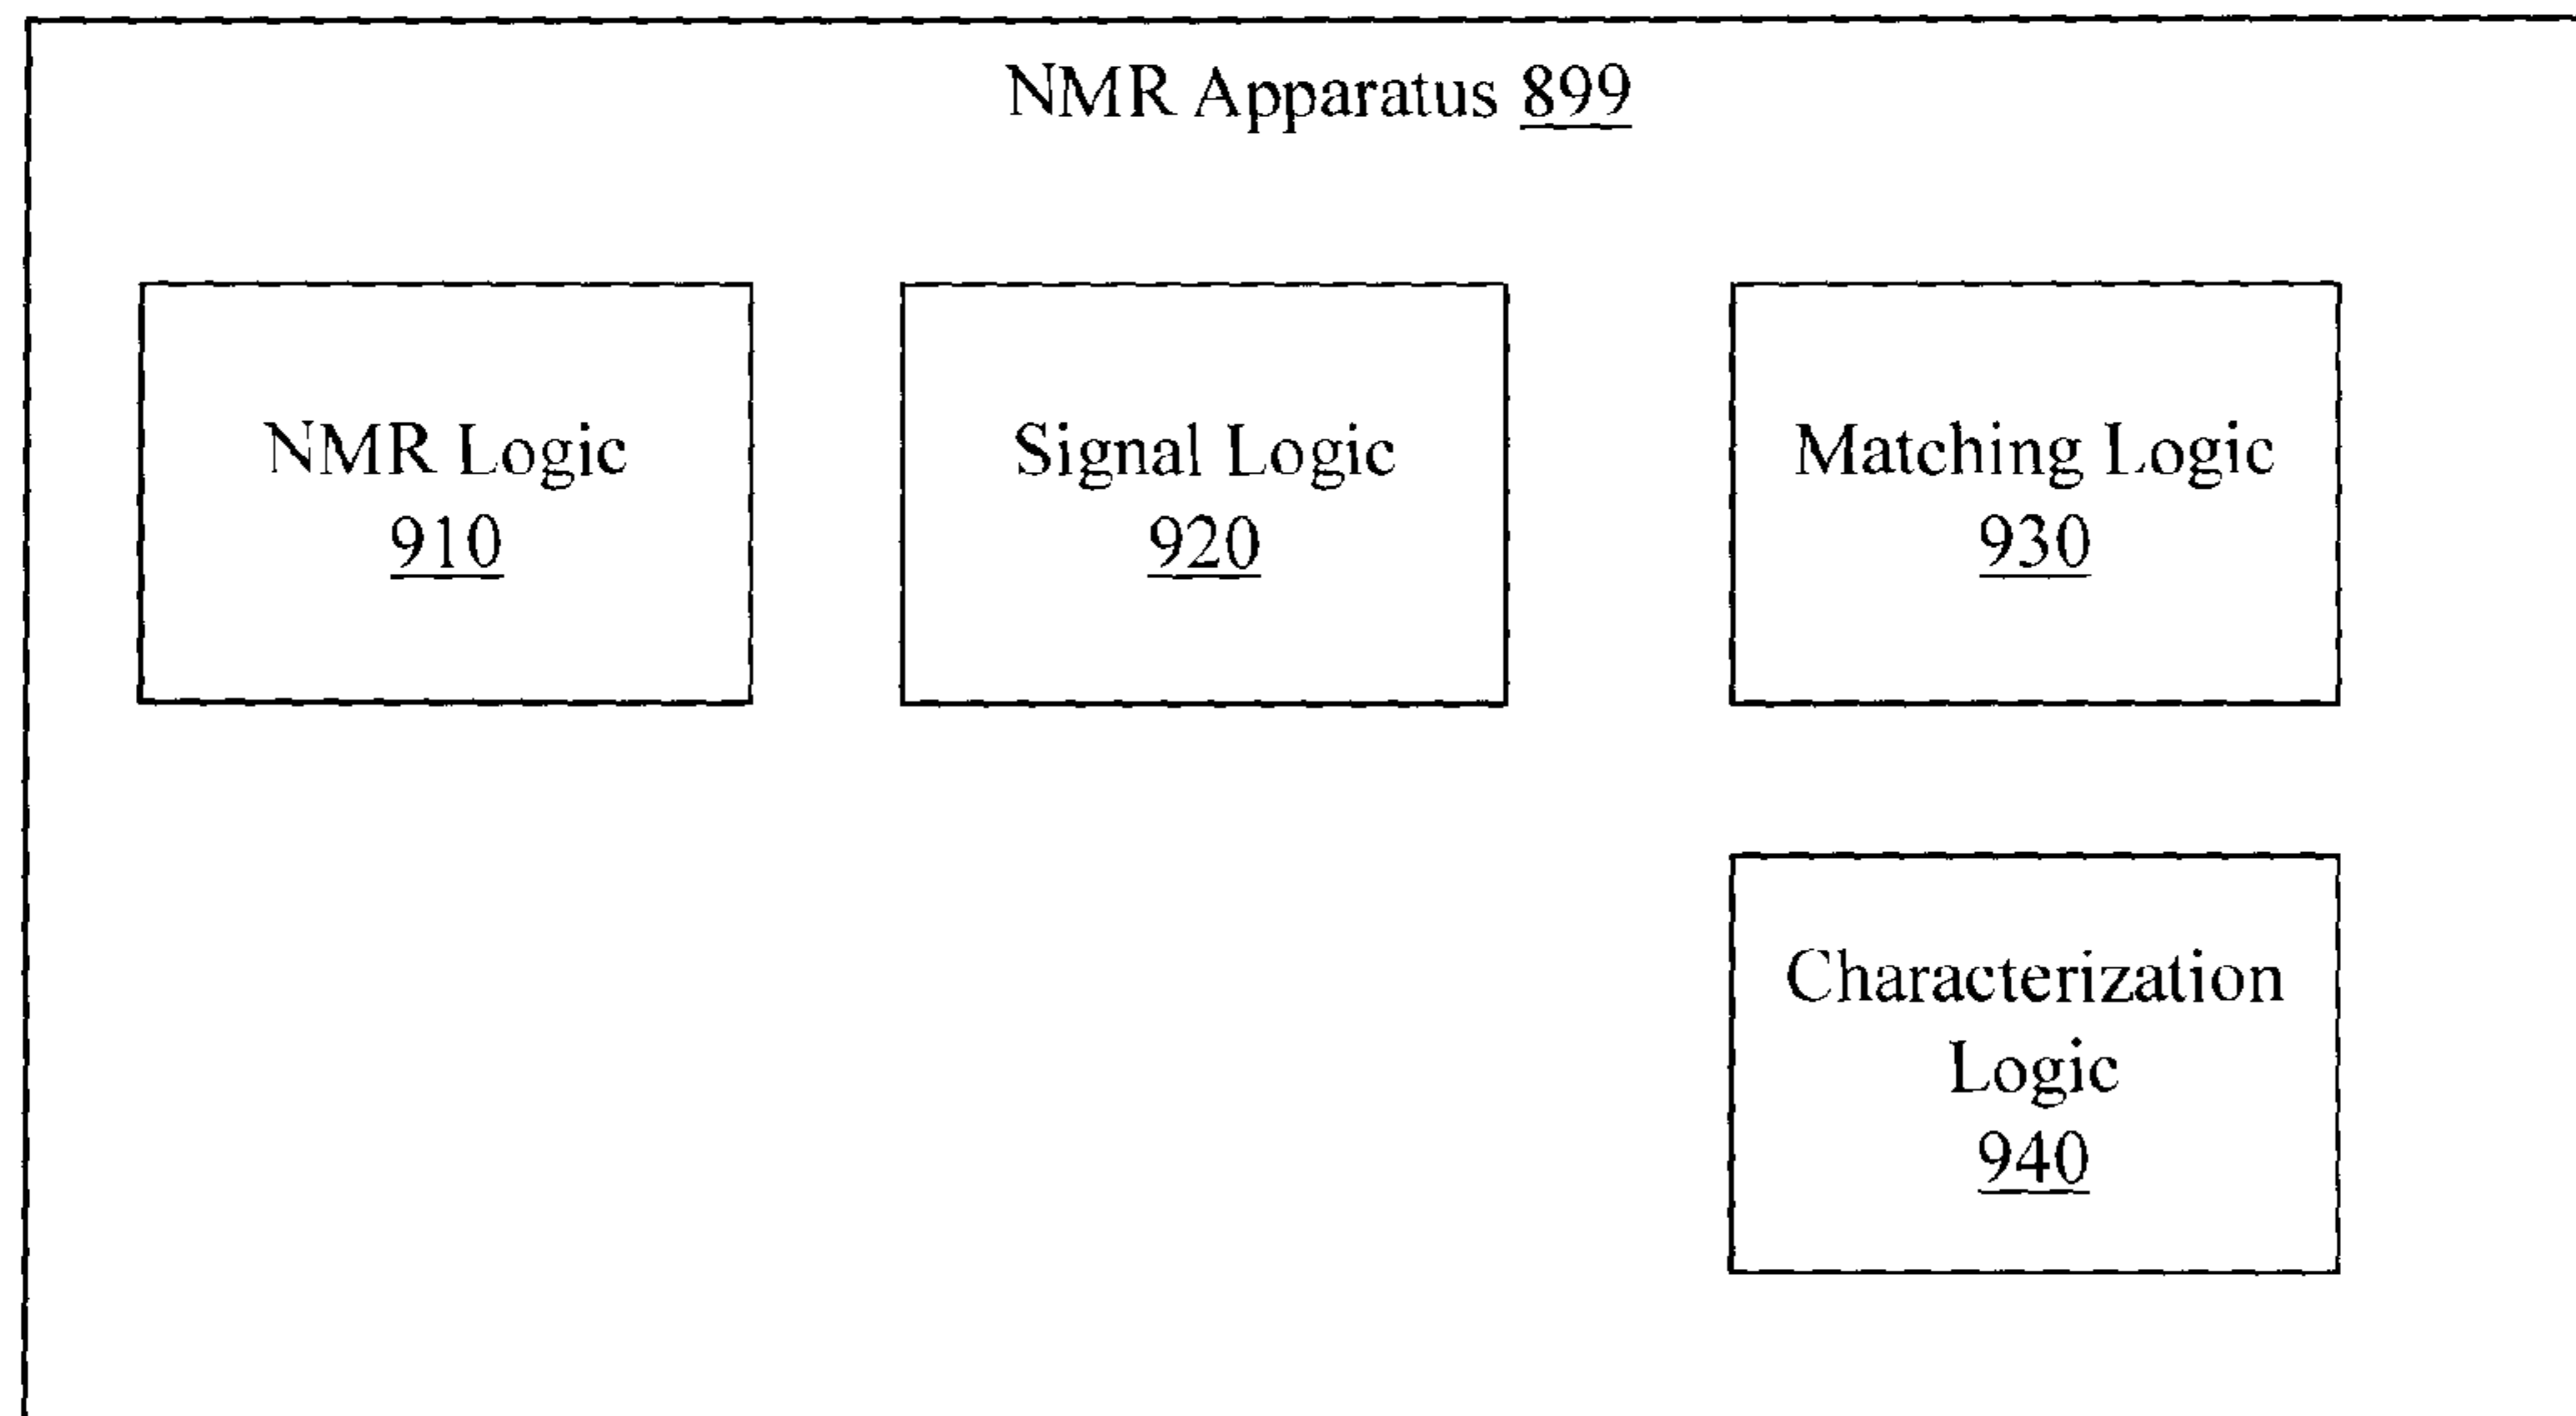 NMR Apparatus 899
NMR Logic
910
Signal Logic
920
Matching Logic
930
Characterization
Logic
940